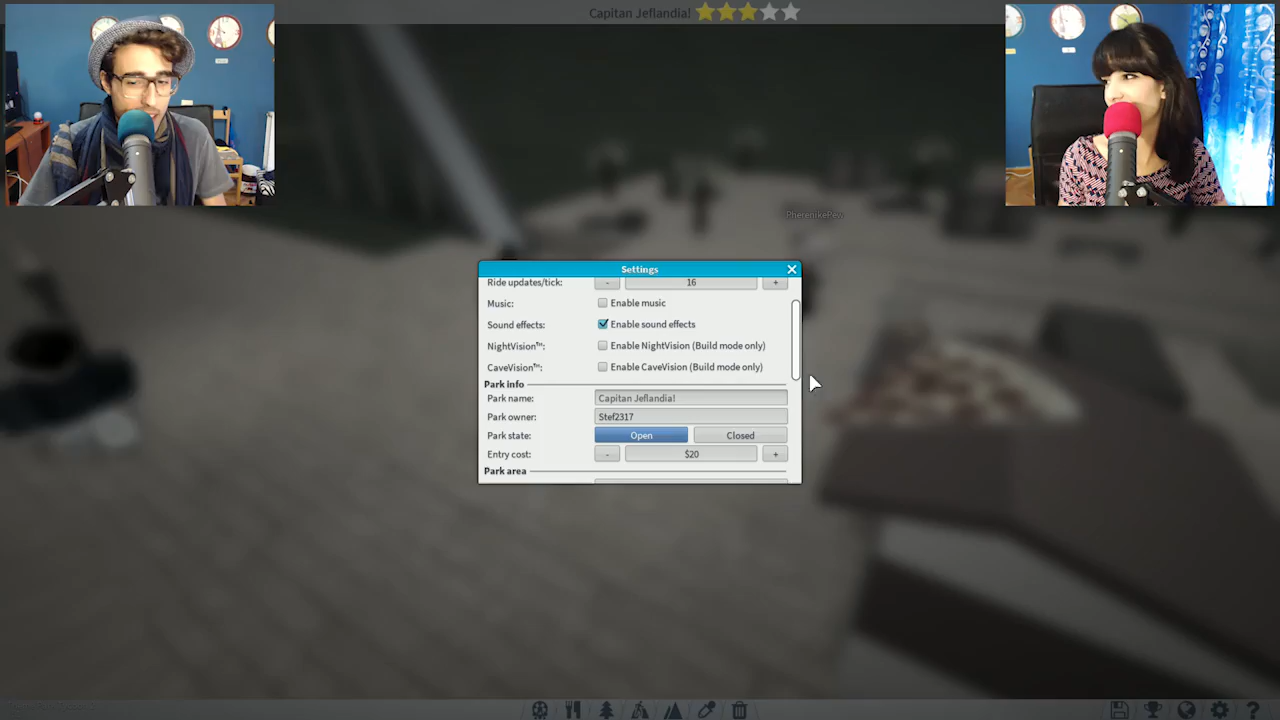 Capitan Jeflandia!
PherenikePers
Settings
Ride updates/tick: - 16 +
Music: Enable music
Sound effects: Enable sound effects
NightVision™: Enable NightVision (Build mode only)
CaveVision™: Enable CaveVision (Build mode only)
Park info
Park name: Capitan Jeflandia!
Park owner: Stef2317
Park state: Open Closed
Entry cost: - $20 +
Park area
?